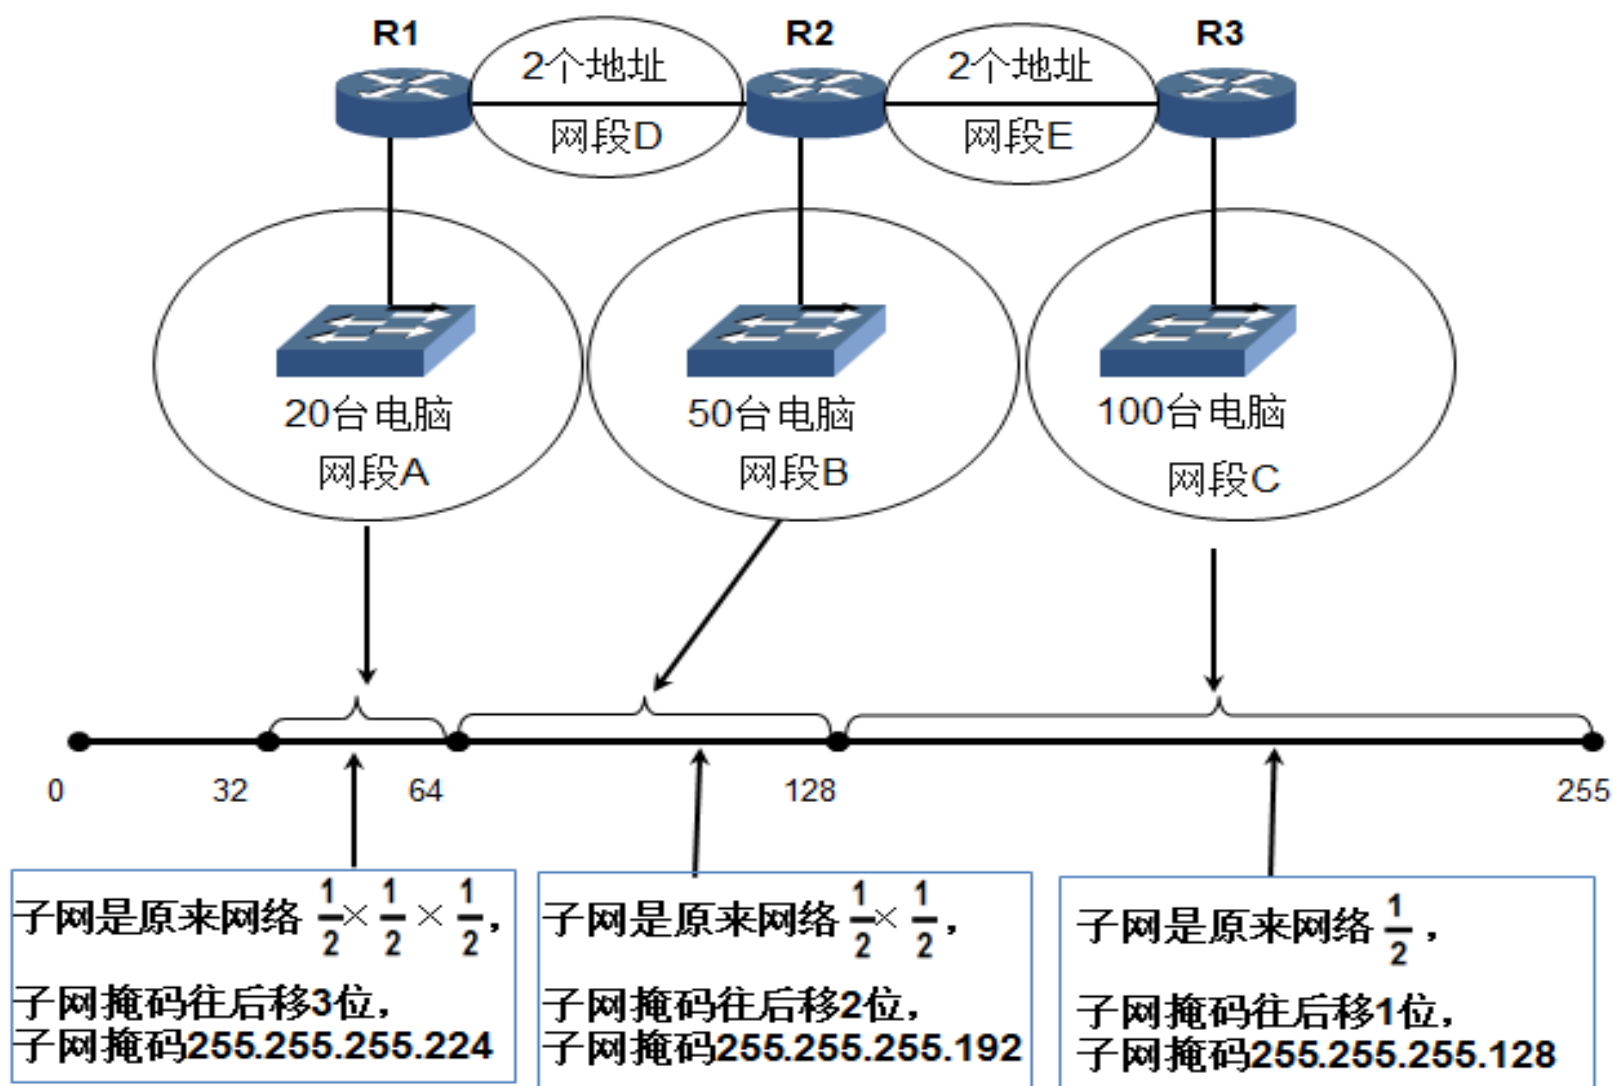 R1
R2
R3
2个地址
网段D
2个地址
网段E
20台电脑
网段A
50台电脑
网段B
100台电脑
网段C
0
32
64
128
255
子网是原来网络 1/2 × 1/2 × 1/2，
子网掩码往后移3位，
子网掩码255.255.255.224
子网是原来网络 1/2 × 1/2，
子网掩码往后移2位，
子网掩码255.255.255.192
子网是原来网络 1/2，
子网掩码往后移1位，
子网掩码255.255.255.128